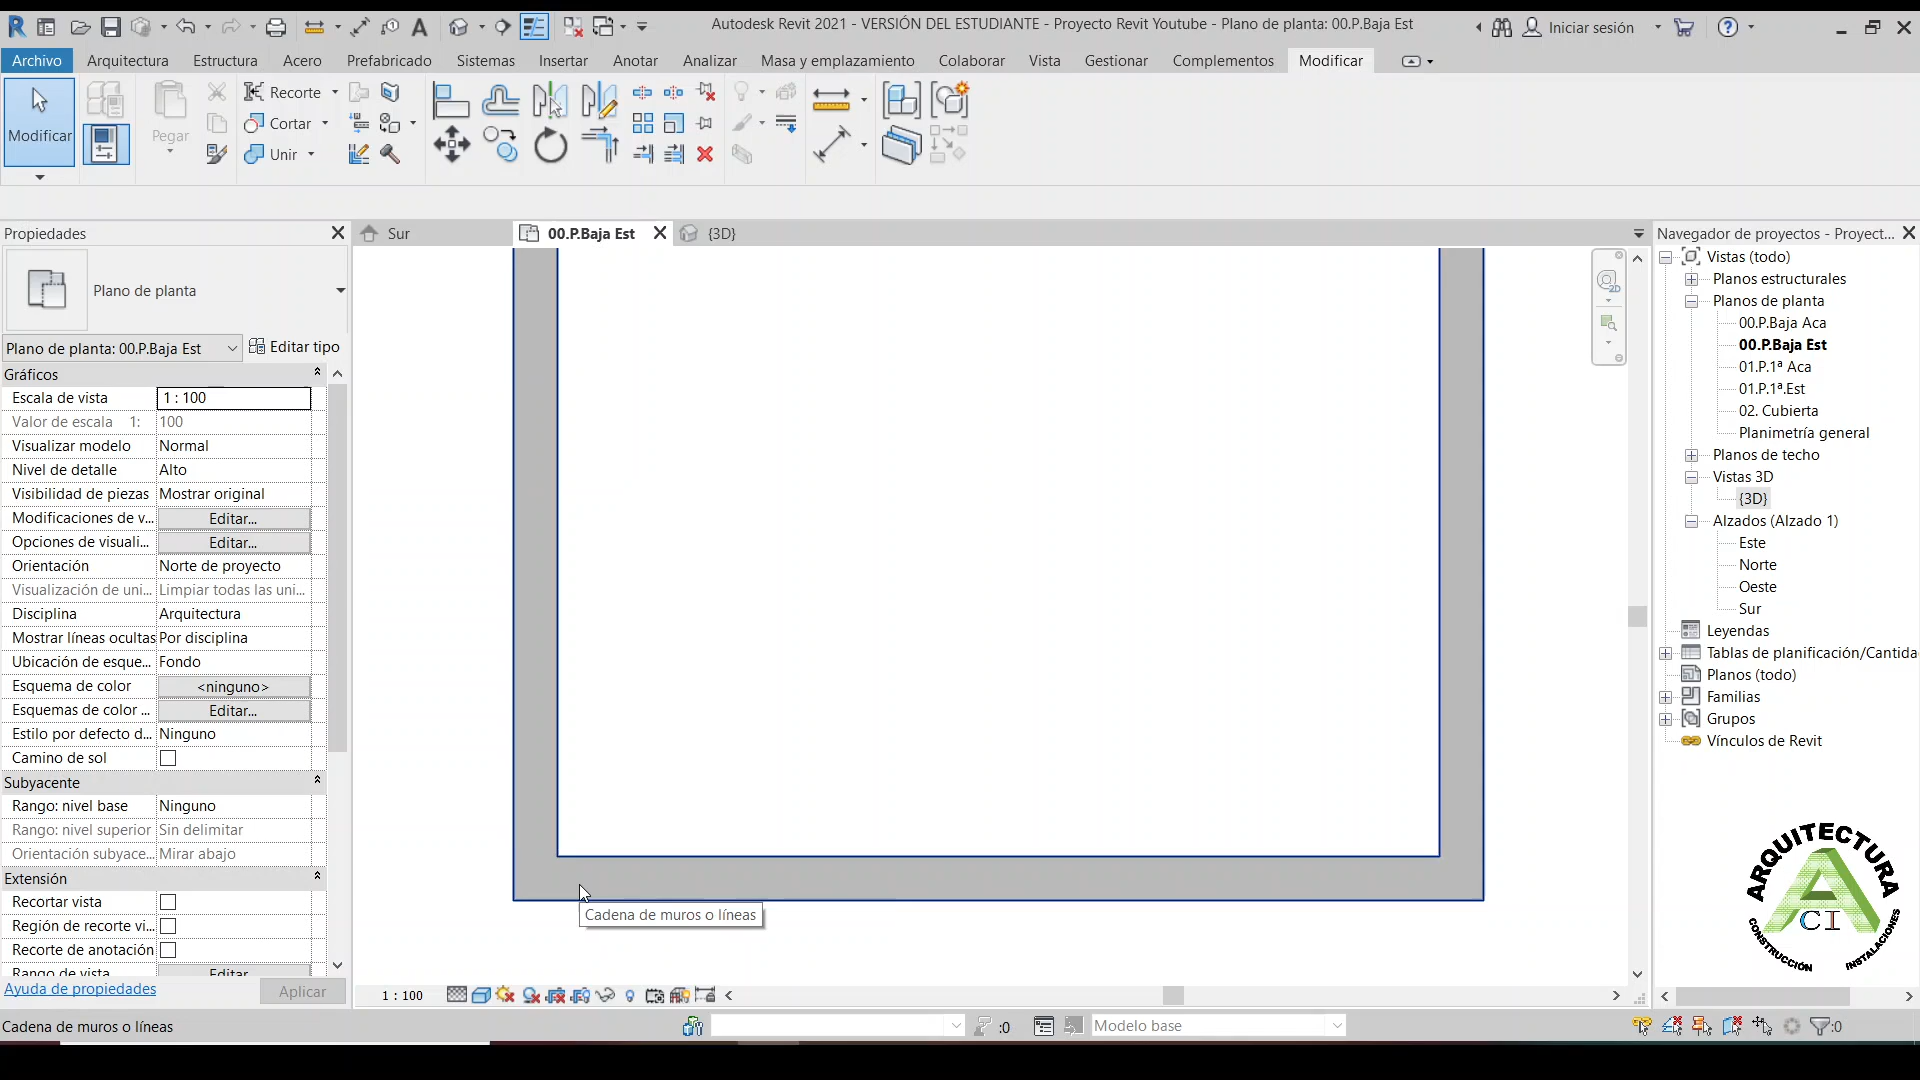 Autodesk Revit 2021 - VERSIÓN DEL ESTUDIANTE - Proyecto Revit Youtube - Plano de planta: 00.P.Baja Est
Iniciar sesión
Archivo Arquitectura Estructura Acero Prefabricado Sistemas Insertar Anotar Analizar Masa y emplazamiento Colaborar Vista Gestionar Complementos Modificar
Modificar
Pegar
Recorte
Cortar
Unir
Propiedades
Sur
00.P.Baja Est
{3D}
Navegador de proyectos - Proyect...
Plano de planta
Plano de planta: 00.P.Baja Est
Editar tipo
Gráficos
Escala de vista 1 : 100
Valor de escala 1: 100
Visualizar modelo Normal
Nivel de detalle Alto
Visibilidad de piezas Mostrar original
Modificaciones de v... Editar...
Opciones de visuali... Editar...
Orientación Norte de proyecto
Visualización de uni... Limpiar todas las uni...
Disciplina Arquitectura
Mostrar líneas ocultas Por disciplina
Ubicación de esque... Fondo
Esquema de color <ninguno>
Esquemas de color ... Editar...
Estilo por defecto d... Ninguno
Camino de sol
Subyacente
Rango: nivel base Ninguno
Rango: nivel superior Sin delimitar
Orientación subyace... Mirar abajo
Extensión
Recortar vista
Región de recorte vi...
Recorte de anotación
Rango de vista Editar
Ayuda de propiedades
Aplicar
2D
Cadena de muros o líneas
Vistas (todo)
Planos estructurales
Planos de planta
00.P.Baja Aca
00.P.Baja Est
01.P.1ª Aca
01.P.1ª.Est
02. Cubierta
Planimetría general
Planos de techo
Vistas 3D
{3D}
Alzados (Alzado 1)
Este
Norte
Oeste
Sur
Leyendas
Tablas de planificación/Cantida
Planos (todo)
Familias
Grupos
Vínculos de Revit
ARQUITECTURA
CI
CONSTRUCCIÓN
INSTALACIONES
1 : 100
Cadena de muros o líneas
:0
Modelo base
:0